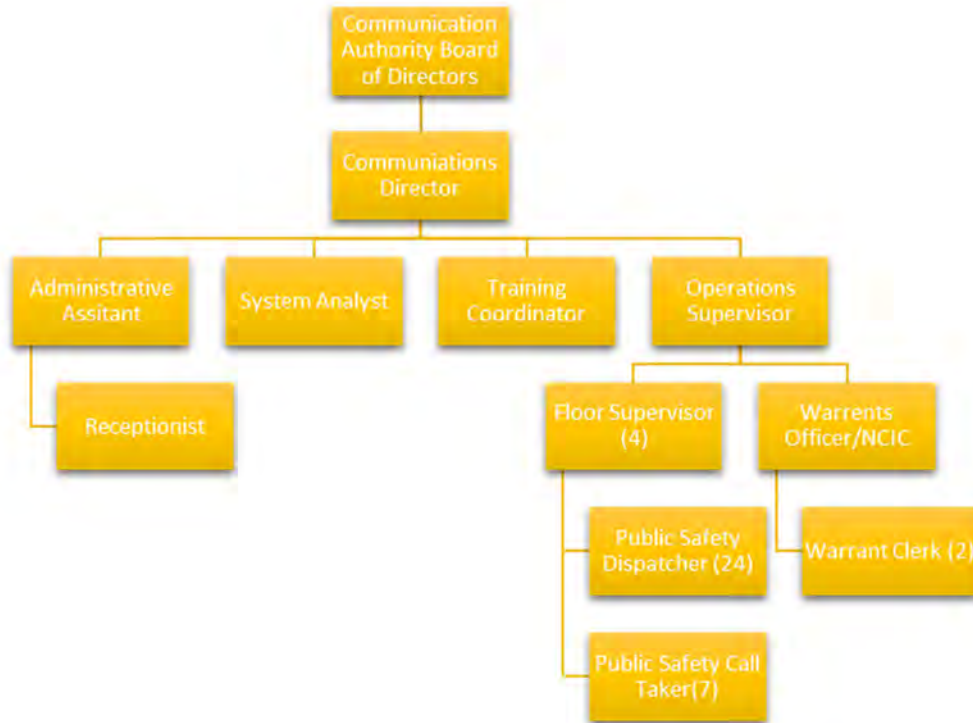 Communication
Authority Board
of Directors
Communiations
Director
Administrative
Assitant
System Analyst
Training
Coordinator
Operations
Supervisor
Receptionist
Floor Supervisor
(4)
Warrents
Officer/NCIC
Public Safety
Dispatcher (24)
Warrant Clerk (2)
Public Safety Call
Taker(7)